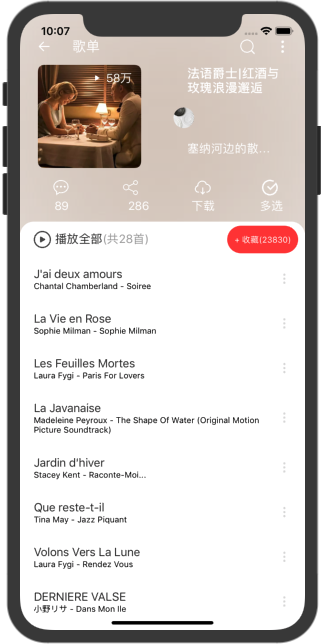 10:07
歌单
58万
法语爵士|红酒与
玫瑰浪漫邂逅
塞纳河边的散...
89
286
下载
多选
播放全部(共28首)
+ 收藏(23830)
J'ai deux amours
Chantal Chamberland - Soiree
La Vie en Rose
Sophie Milman - Sophie Milman
Les Feuilles Mortes
Laura Fygi - Paris For Lovers
La Javanaise
Madeleine Peyroux - The Shape Of Water (Original Motion
Picture Soundtrack)
Jardin d'hiver
Stacey Kent - Raconte-Moi...
Que reste-t-il
Tina May - Jazz Piquant
Volons Vers La Lune
Laura Fygi - Rendez Vous
DERNIERE VALSE
小野リサ - Dans Mon Ile